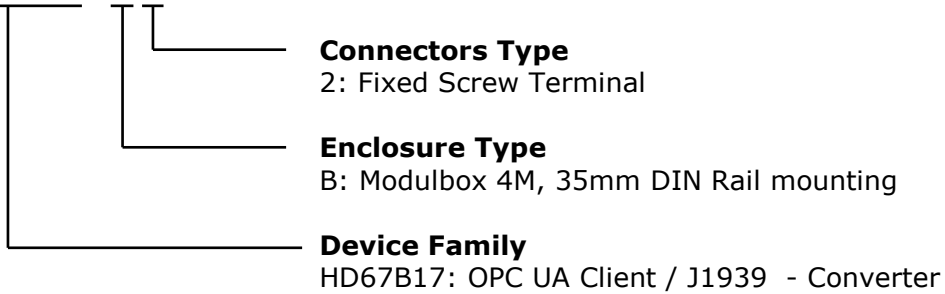 Connectors Type
2: Fixed Screw Terminal
Enclosure Type
B: Modulbox 4M, 35mm DIN Rail mounting
Device Family
HD67B17: OPC UA Client / J1939 - Converter